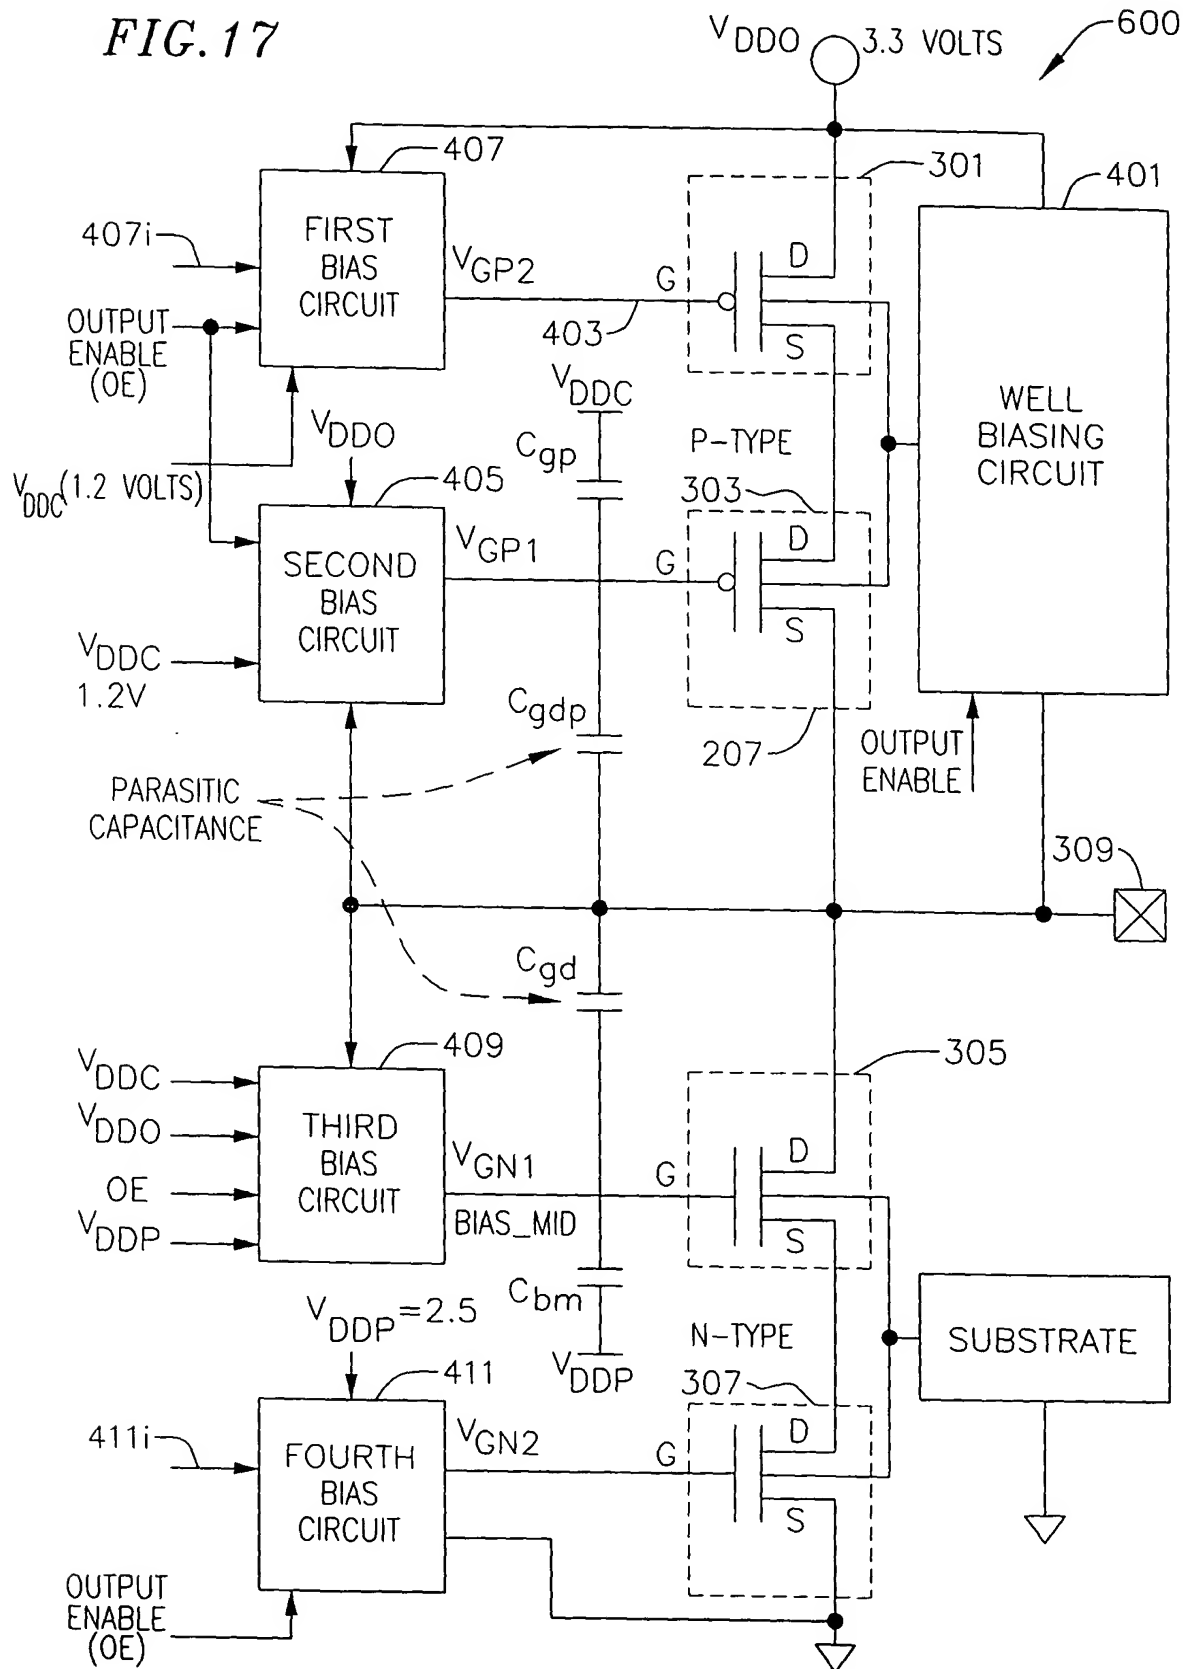 FIG.17
VDDO 3.3 VOLTS
600
407
301
401
407i
FIRST
BIAS
CIRCUIT
VGP2
G
D
S
403
OUTPUT
ENABLE
(OE)
VDDC
WELL
BIASING
CIRCUIT
VDDO
Cgp
P-TYPE
VDDC (1.2 VOLTS)
405
303
SECOND
BIAS
CIRCUIT
VGP1
G
D
S
VDDC
1.2V
Cgdp
207
OUTPUT
ENABLE
PARASITIC
CAPACITANCE
309
Cgd
409
305
VDDC
VDDO
OE
VDDP
THIRD
BIAS
CIRCUIT
VGN1
BIAS_MID
G
D
S
Cbm
VDDP=2.5
N-TYPE
SUBSTRATE
VDDP
411
307
411i
FOURTH
BIAS
CIRCUIT
VGN2
G
D
S
OUTPUT
ENABLE
(OE)